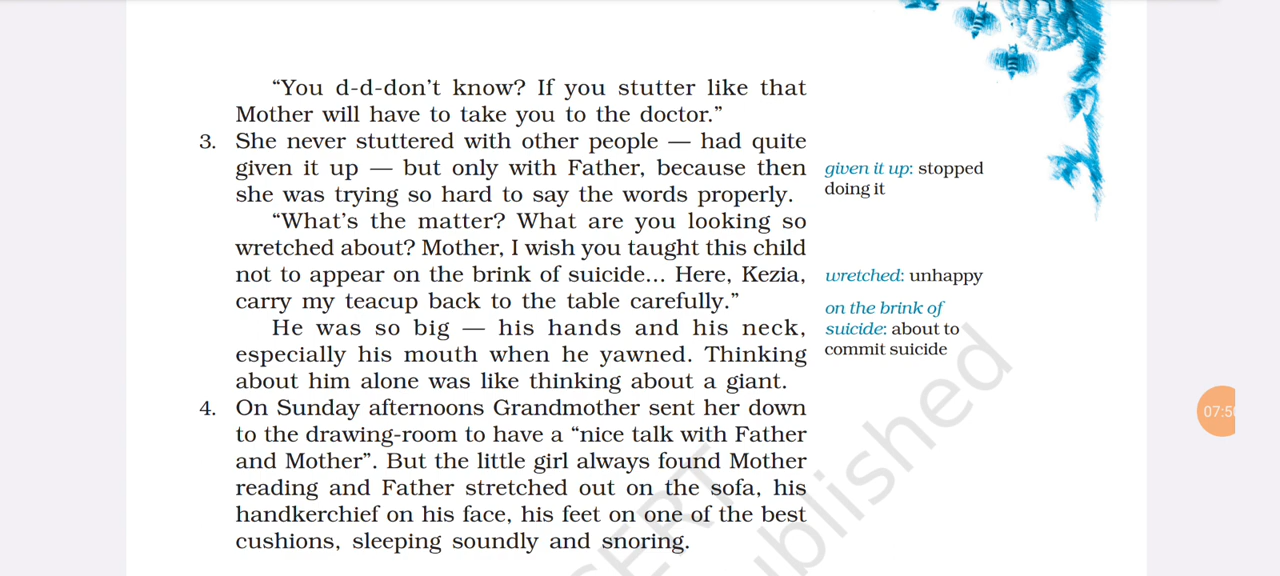 “You d-d-don’t know? If you stutter like that
Mother will have to take you to the doctor.”
3. She never stuttered with other people — had quite
given it up — but only with Father, because then
she was trying so hard to say the words properly.
“What’s the matter? What are you looking so
wretched about? Mother, I wish you taught this child
not to appear on the brink of suicide... Here, Kezia,
carry my teacup back to the table carefully.”
He was so big — his hands and his neck,
especially his mouth when he yawned. Thinking
about him alone was like thinking about a giant.
4. On Sunday afternoons Grandmother sent her down
to the drawing-room to have a “nice talk with Father
and Mother”. But the little girl always found Mother
reading and Father stretched out on the sofa, his
handkerchief on his face, his feet on one of the best
cushions, sleeping soundly and snoring.
given it up: stopped
doing it
wretched: unhappy
on the brink of
suicide: about to
commit suicide